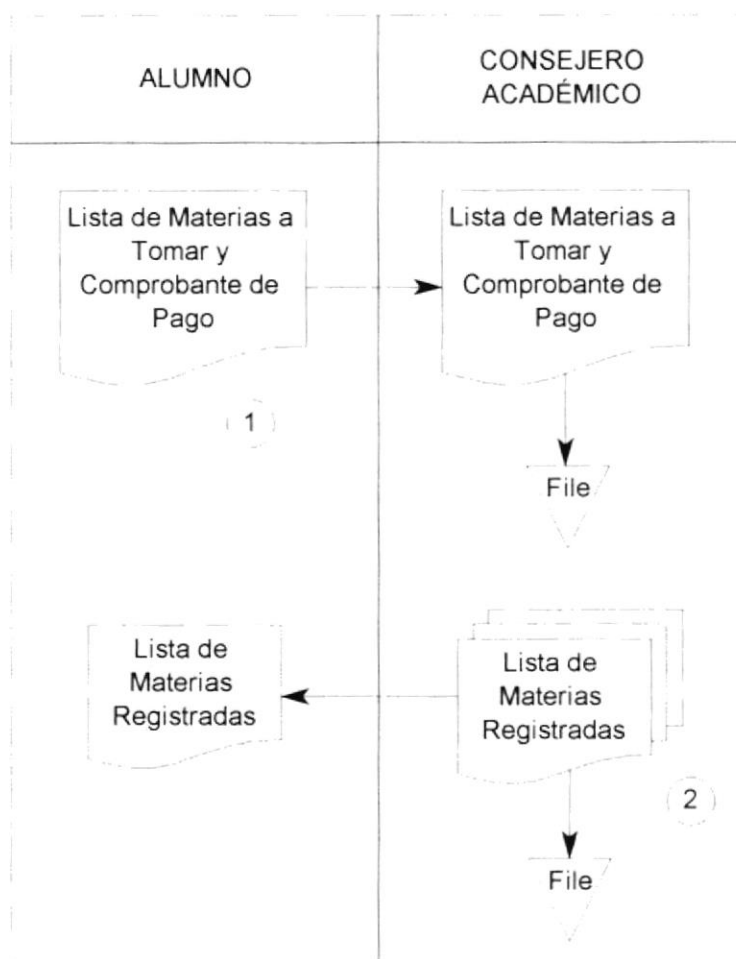 ALUMNO
CONSEJERO
ACADÉMICO
Lista de Materias a
Tomar y
Comprobante de
Pago
Lista de Materias a
Tomar y
Comprobante de
Pago
1
File
Lista de
Materias
Registradas
Lista de
Materias
Registradas
2
File